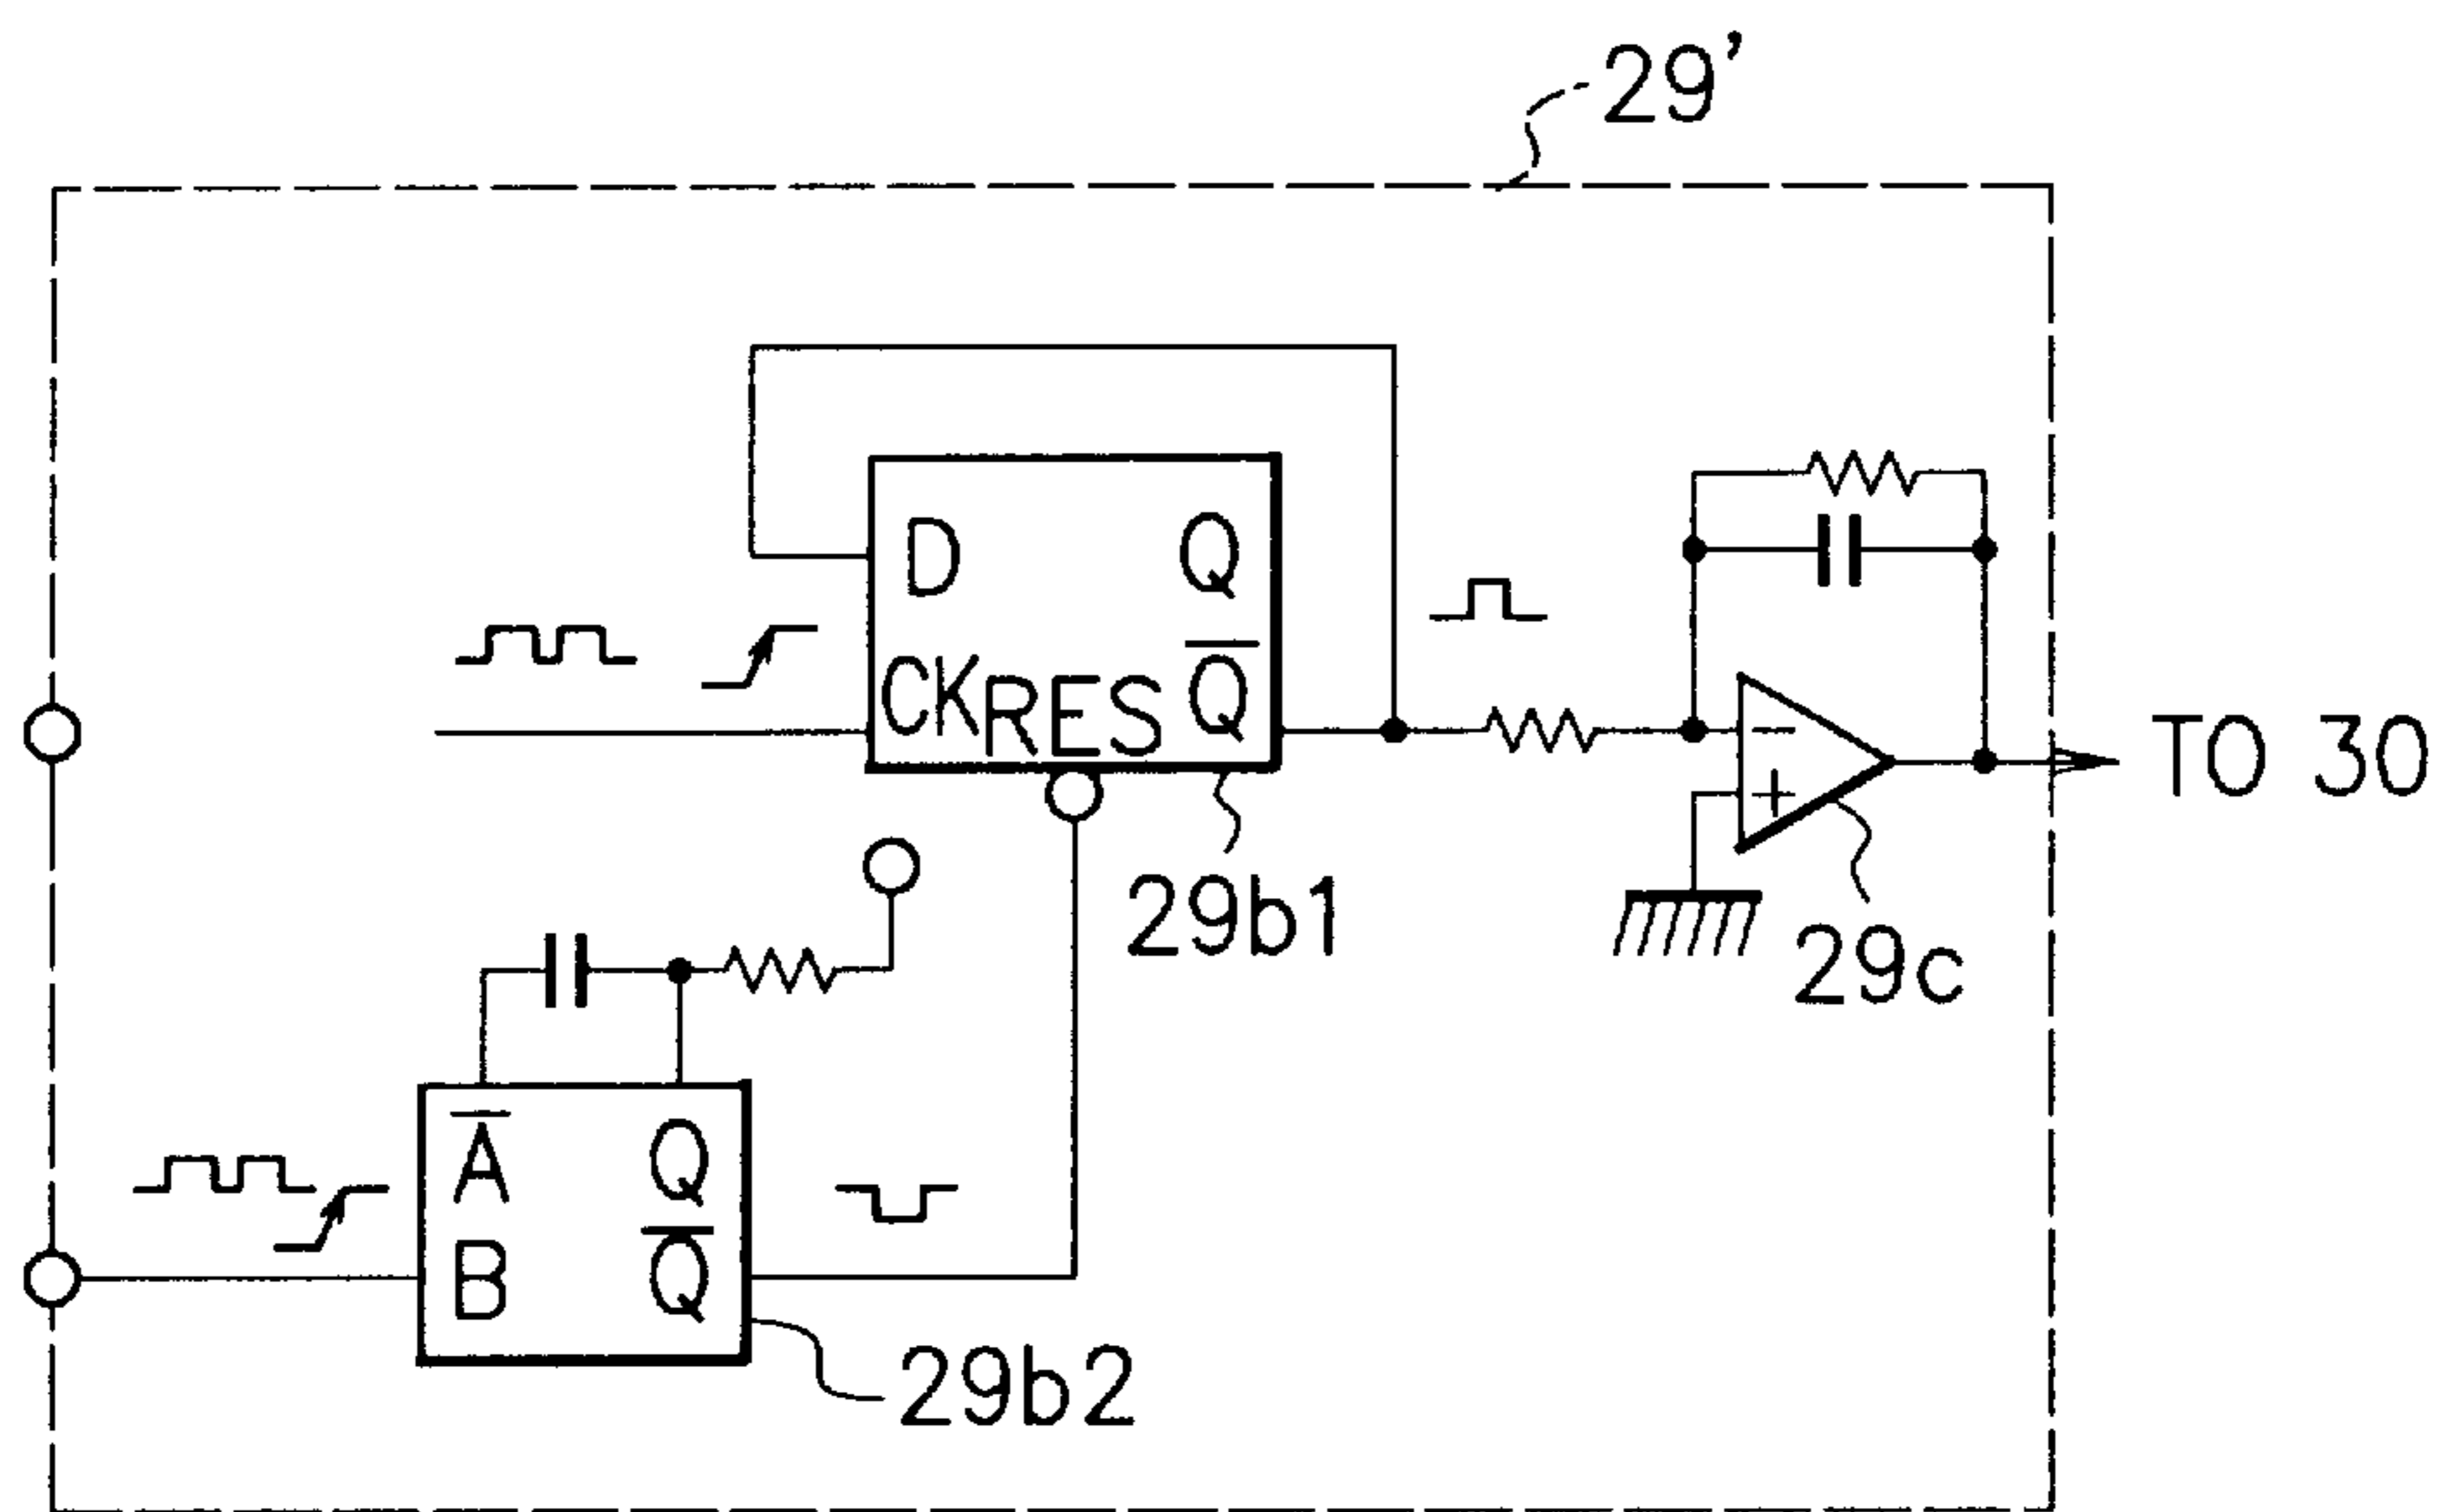 29'
D Q
CK RES Q̅
TO 30
29b1
29c
A̅ Q
B Q̅
29b2